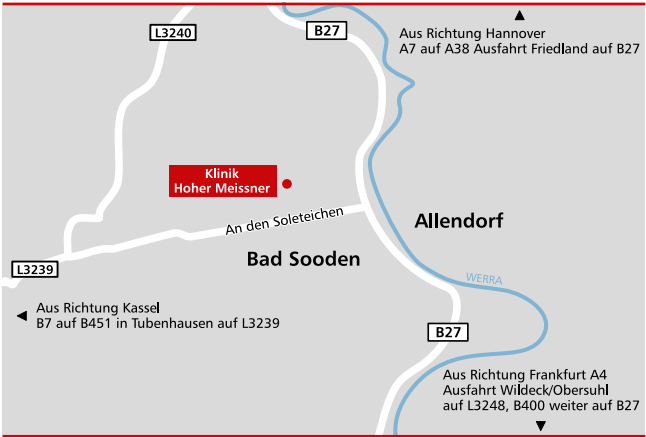 L3240
B27
Aus Richtung Hannover
A7 auf A38 Ausfahrt Friedland auf B27
Klinik
Hoher Meissner
An den Soleteichen
Allendorf
Bad Sooden
L3239
WERRA
Aus Richtung Kassel
B7 auf B451 in Tubenhausen auf L3239
B27
Aus Richtung Frankfurt A4
Ausfahrt Wildeck/Obersuhl
auf L3248, B400 weiter auf B27